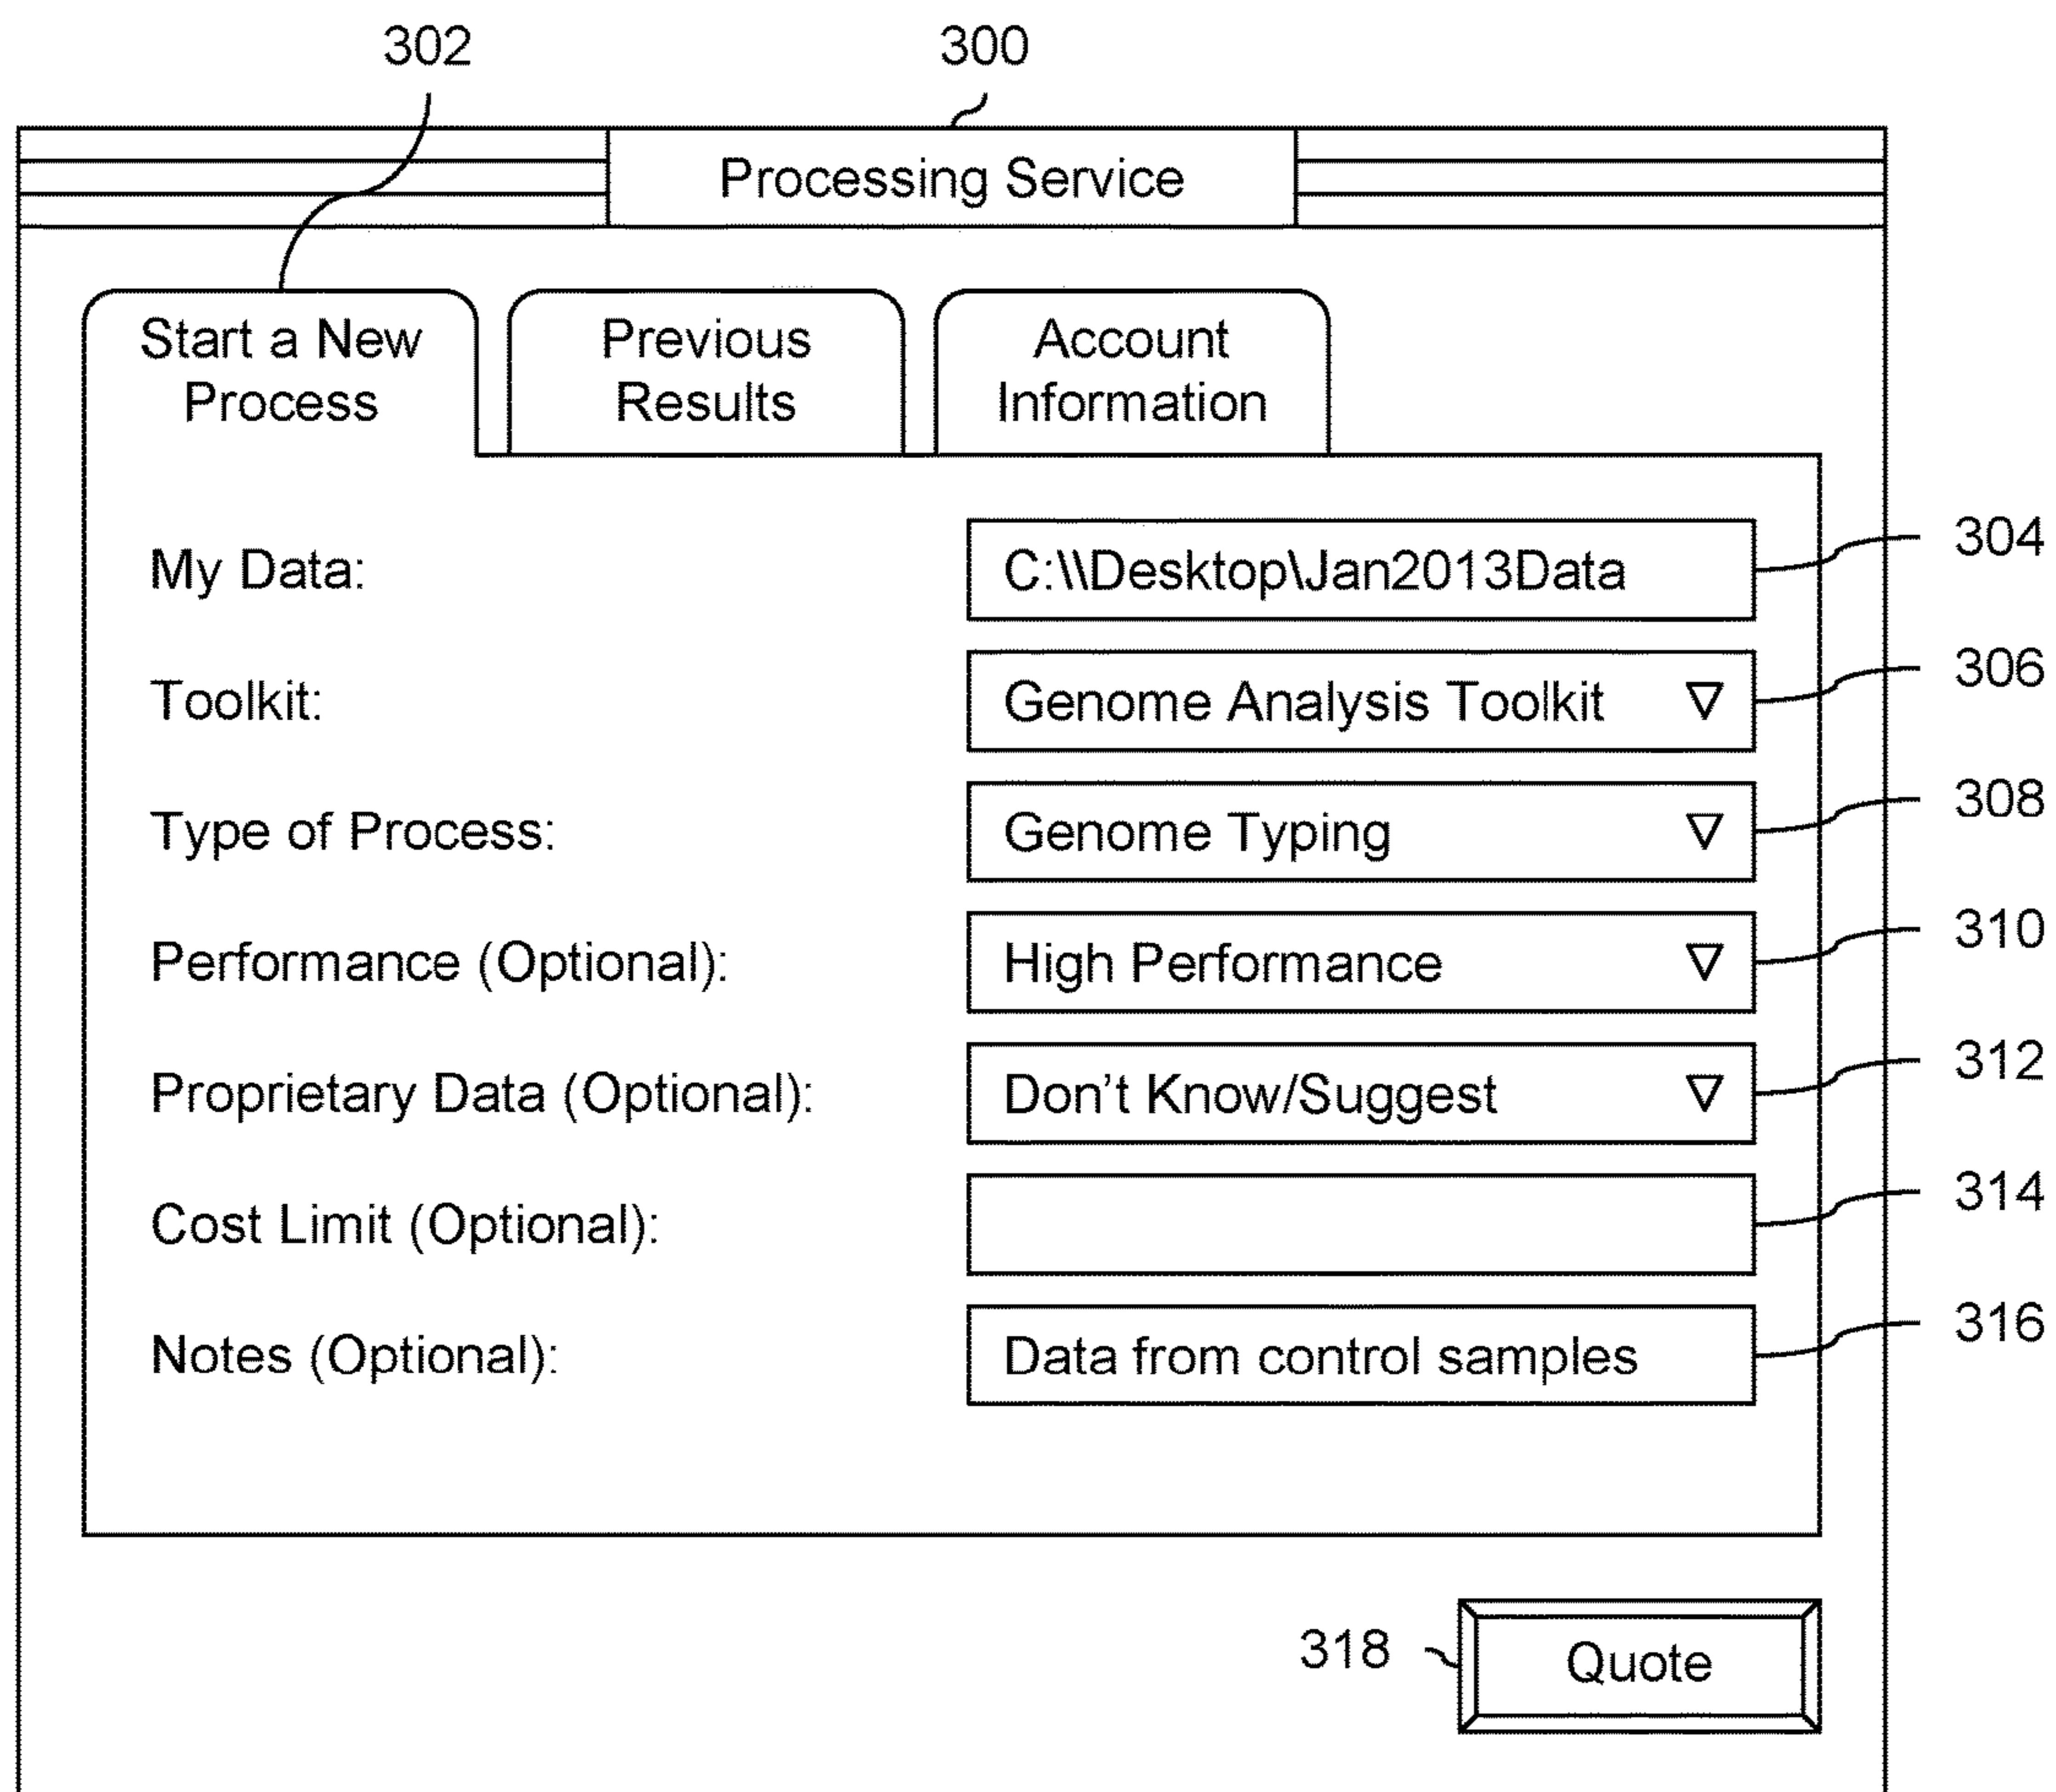 302 300
Processing Service
Start a New Process
Previous Results
Account Information
My Data: C:\\Desktop\Jan2013Data 304
Toolkit: Genome Analysis Toolkit 306
Type of Process: Genome Typing 308
Performance (Optional): High Performance 310
Proprietary Data (Optional): Don't Know/Suggest 312
Cost Limit (Optional): 314
Notes (Optional): Data from control samples 316
318 Quote